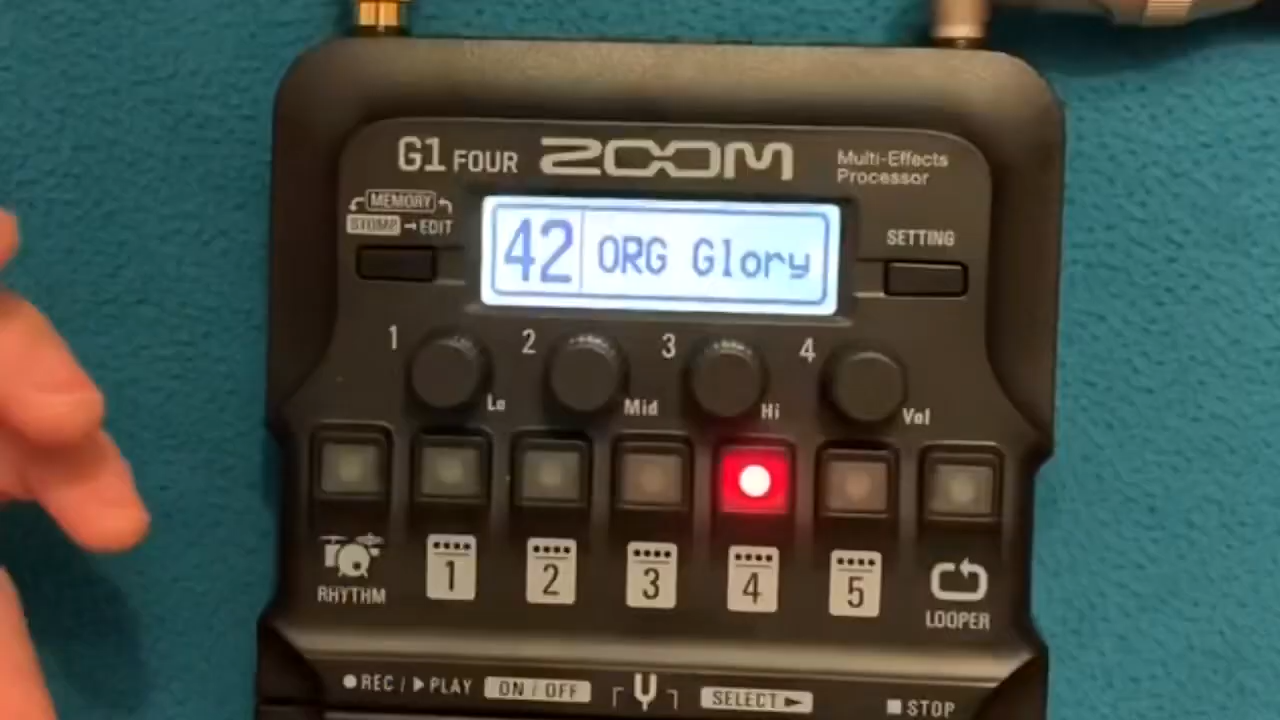 G1 FOUR ZOOM Multi-Effects
Processor
MEMORY
STOMP → EDIT
SETTING
42 ORG Glory
1 2 3 4
Lo Mid Hi Vol
RHYTHM 1 2 3 4 5 LOOPER
●REC / ▶PLAY ON / OFF SELECT► ■STOP